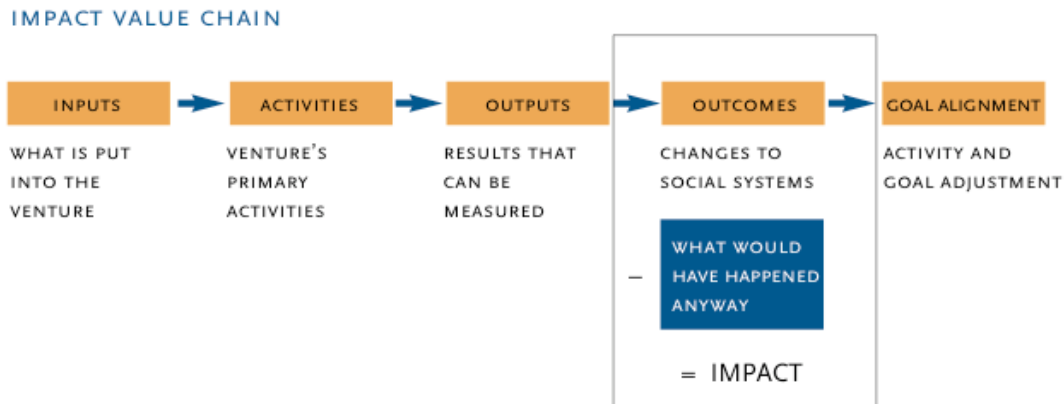 IMPACT VALUE CHAIN
INPUTS
WHAT IS PUT
INTO THE
VENTURE
ACTIVITIES
VENTURE'S
PRIMARY
ACTIVITIES
OUTPUTS
RESULTS THAT
CAN BE
MEASURED
OUTCOMES
CHANGES TO
SOCIAL SYSTEMS
–
WHAT WOULD
HAVE HAPPENED
ANYWAY
= IMPACT
GOAL ALIGNMENT
ACTIVITY AND
GOAL ADJUSTMENT